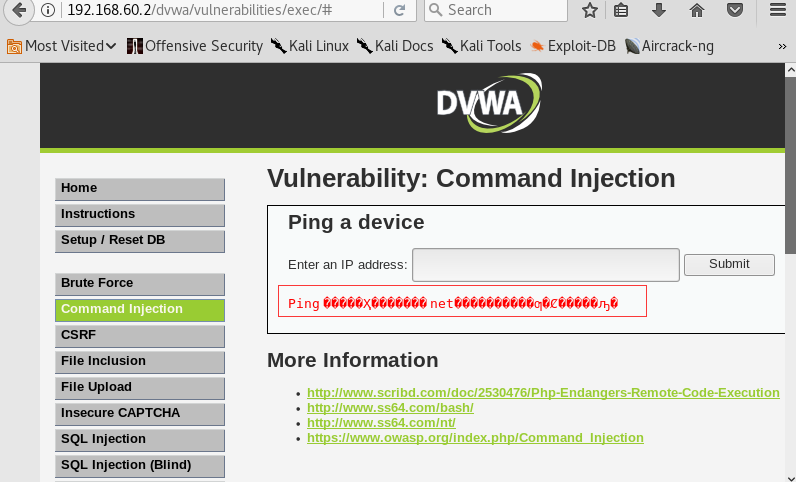 192.168.60.2/dvwa/vulnerabilities/exec/#
Search
Most Visited
Offensive Security
Kali Linux
Kali Docs
Kali Tools
Exploit-DB
Aircrack-ng
»
DVWA
Home
Instructions
Setup / Reset DB
Brute Force
Command Injection
CSRF
File Inclusion
File Upload
Insecure CAPTCHA
SQL Injection
SQL Injection (Blind)
Vulnerability: Command Injection
Ping a device
Enter an IP address:
Submit
Ping �����Ҳ������� net����������ƣ�Ȼ�����ԡ�
More Information
http://www.scribd.com/doc/2530476/Php-Endangers-Remote-Code-Execution
http://www.ss64.com/bash/
http://www.ss64.com/nt/
https://www.owasp.org/index.php/Command_Injection